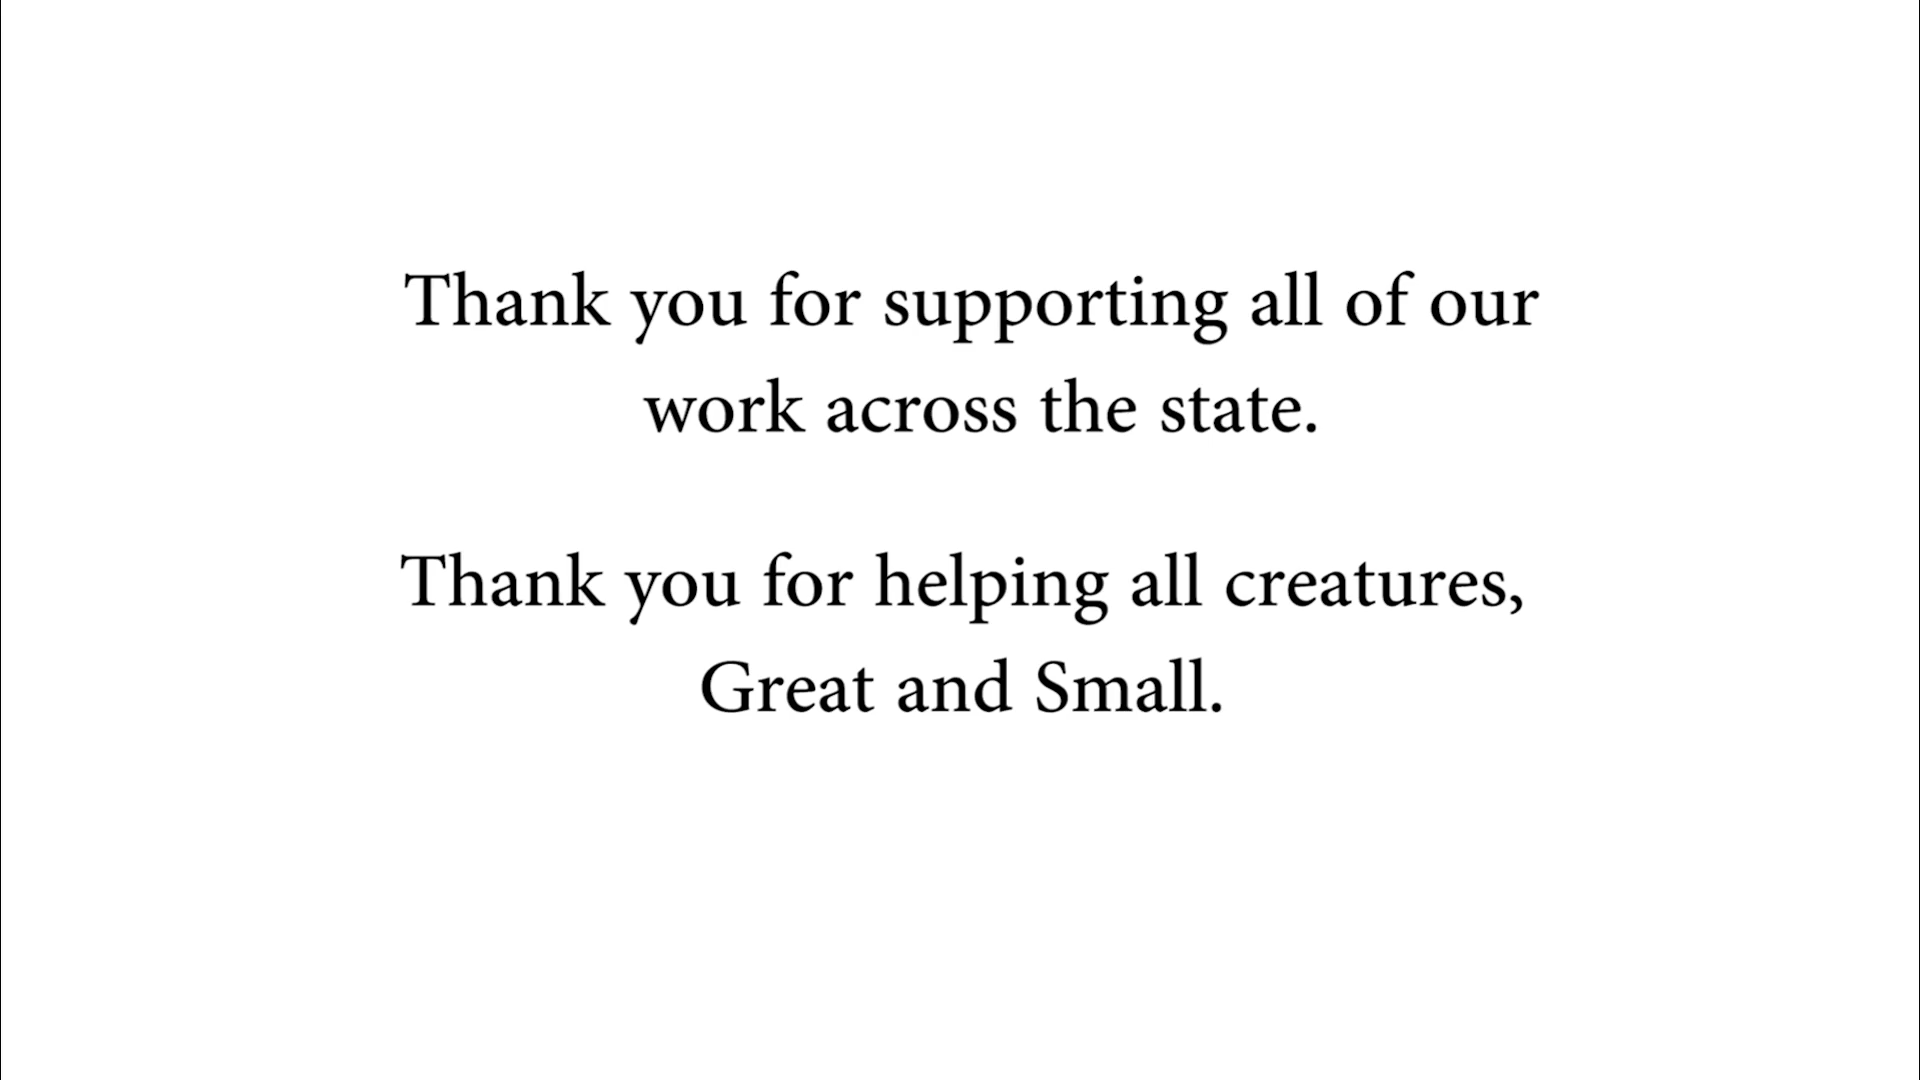 Thank you for supporting all of our
work across the state.
Thank you for helping all creatures,
Great and Small.